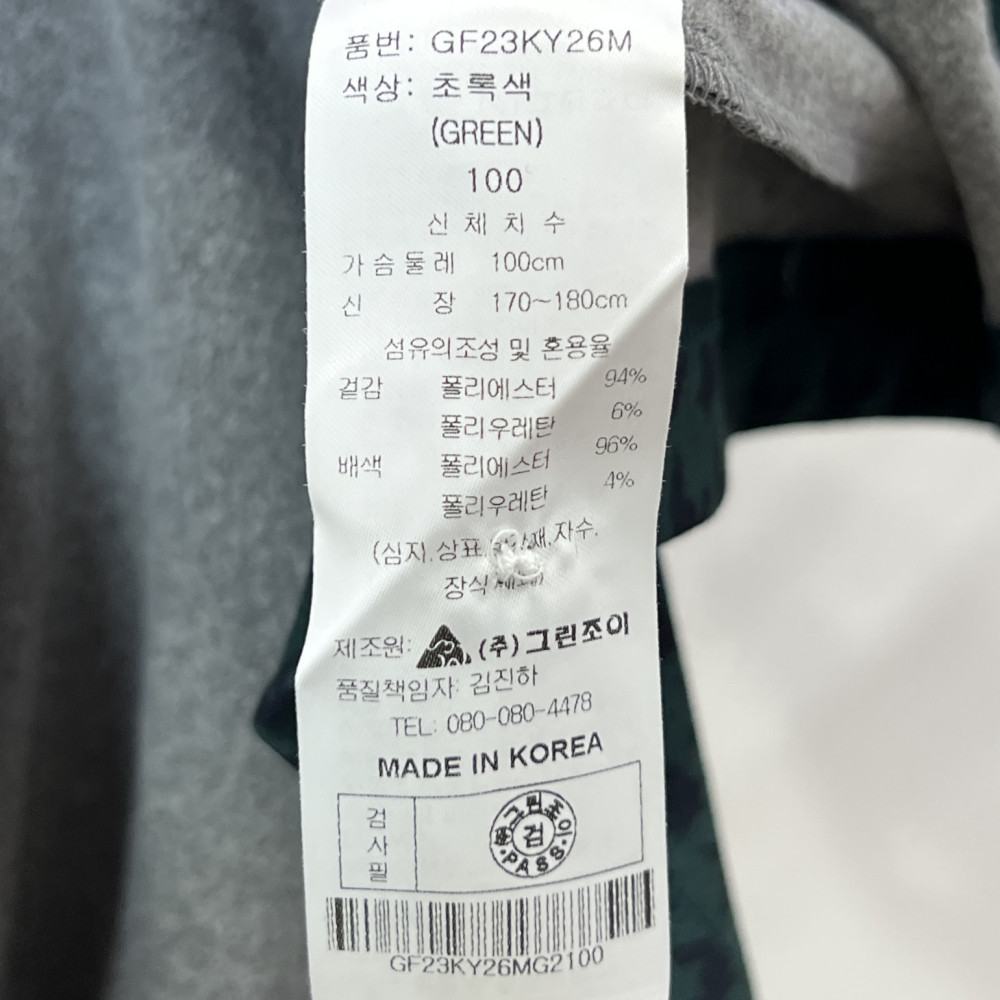 품번: GF23KY26M
색상: 초록색
(GREEN)
100
신 체 치 수
가슴둘레 100cm
신 장 170~180cm
섬유의조성 및 혼용율
겉감 폴리에스터 94%
폴리우레탄 6%
배색 폴리에스터 96%
폴리우레탄 4%
(심지.상표. 자수.
장식
제조원: (주)그린조이
품질책임자: 김진하
TEL: 080-080-4478
MADE IN KOREA
검사필
그린조이
검
PASS
GF23KY26MG2100